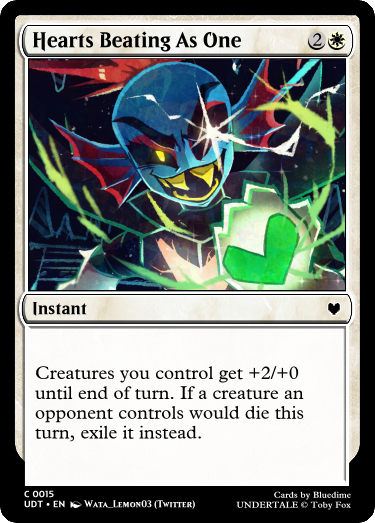 Hearts Beating As One 2
Instant
Creatures you control get +2/+0
until end of turn. If a creature an
opponent controls would die this
turn, exile it instead.
C 0015
UDT • EN Wata_Lemon03 (Twitter)
Cards by Bluedime
UNDERTALE © Toby Fox